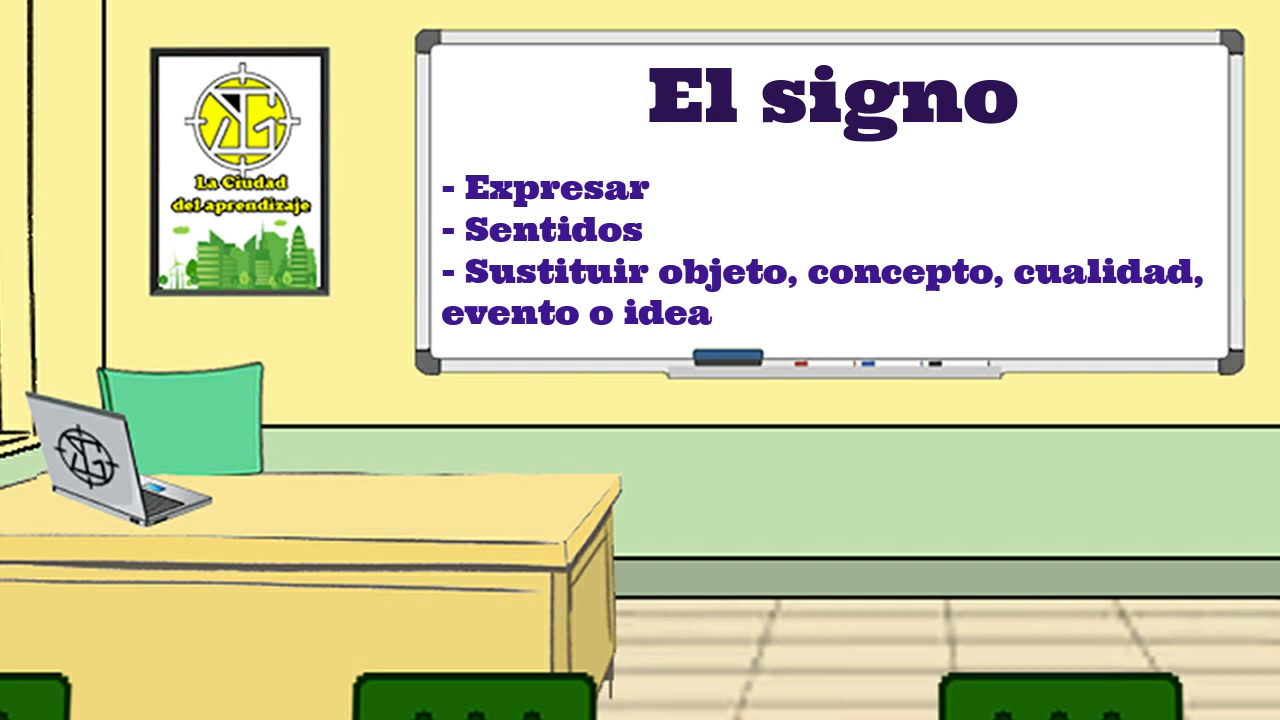 El signo
- Expresar
- Sentidos
- Sustituir objeto, concepto, cualidad,
evento o idea
La Ciudad
del aprendizaje